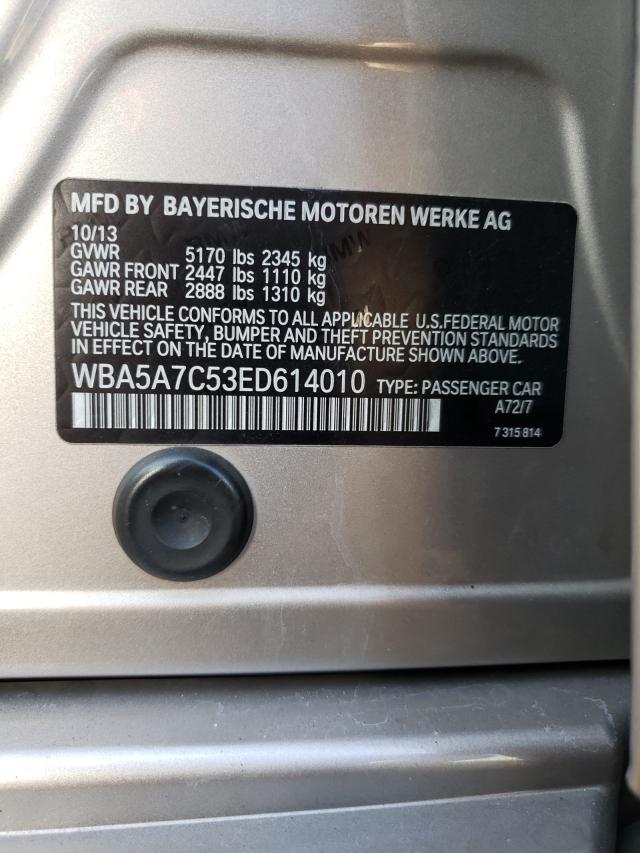 MFD BY BAYERISCHE MOTOREN WERKE AG
10/13
GVWR 5170 lbs 2345 kg
GAWR FRONT 2447 lbs 1110 kg
GAWR REAR 2888 lbs 1310 kg
THIS VEHICLE CONFORMS TO ALL APPLICABLE U.S.FEDERAL MOTOR
VEHICLE SAFETY, BUMPER AND THEFT PREVENTION STANDARDS
IN EFFECT ON THE DATE OF MANUFACTURE SHOWN ABOVE.
WBA5A7C53ED614010 TYPE: PASSENGER CAR
A72/7
7 315 814